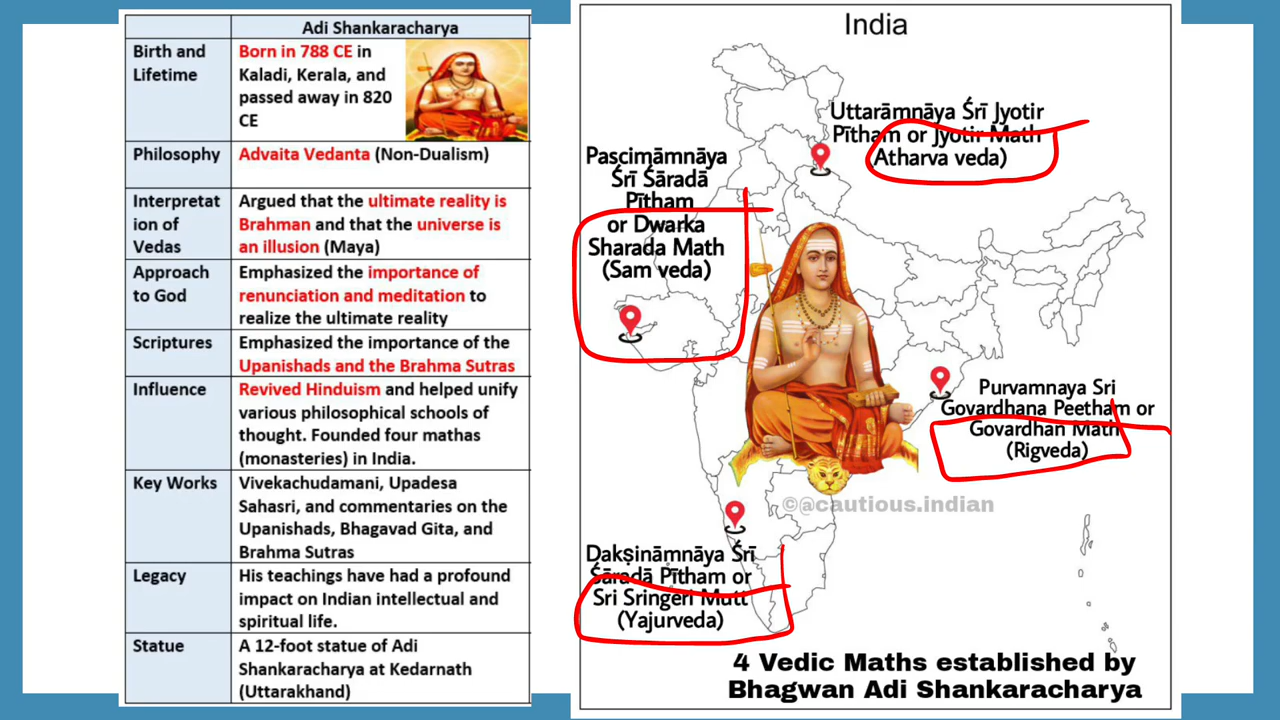 Adi Shankaracharya
Birth and
Lifetime
Born in 788 CE in
Kaladi, Kerala, and
passed away in 820
CE
Philosophy
Advaita Vedanta (Non-Dualism)
Interpretat
ion of
Vedas
Argued that the ultimate reality is
Brahman and that the universe is
an illusion (Maya)
Approach
to God
Emphasized the importance of
renunciation and meditation to
realize the ultimate reality
Scriptures
Emphasized the importance of the
Upanishads and the Brahma Sutras
Influence
Revived Hinduism and helped unify
various philosophical schools of
thought. Founded four mathas
(monasteries) in India.
Key Works
Vivekachudamani, Upadesa
Sahasri, and commentaries on the
Upanishads, Bhagavad Gita, and
Brahma Sutras
Legacy
His teachings have had a profound
impact on Indian intellectual and
spiritual life.
Statue
A 12-foot statue of Adi
Shankaracharya at Kedarnath
(Uttarakhand)
India
Uttarāmnāya Śrī Jyotir
Pītham or Jyotir Math
Atharva veda)
Paścimāmnāya
Śrī Śāradā
Pītham
or Dwarka
Sharada Math
(Sam veda)
Purvamnaya Sri
Govardhana Peetham or
Govardhan Math
(Rigveda)
©@cautious.indian
Dakṣināmnāya Śrī
Śāradā Pītham or
Sri Sringeri Mutt
(Yajurveda)
4 Vedic Maths established by
Bhagwan Adi Shankaracharya